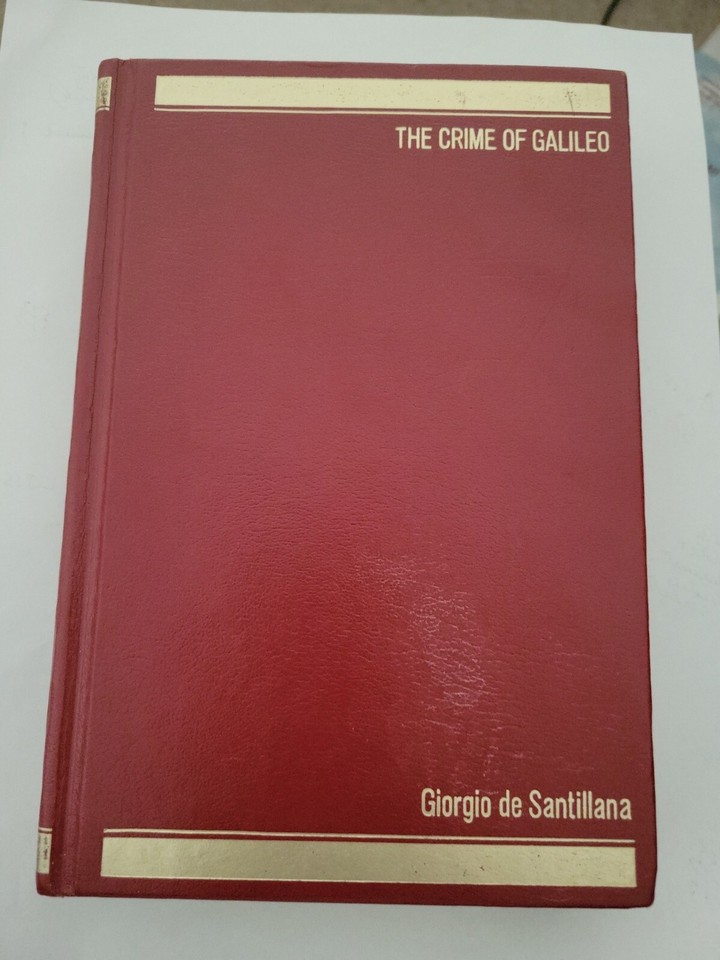 THE CRIME OF GALILEO
Giorgio de Santillana